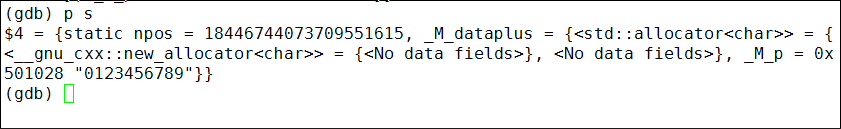 (gdb) p s
$4 = {static npos = 18446744073709551615, _M_dataplus = {<std::allocator<char>> = {
<__gnu_cxx::new_allocator<char>> = {<No data fields>}, <No data fields>}, _M_p = 0x
501028 "0123456789"}}
(gdb)